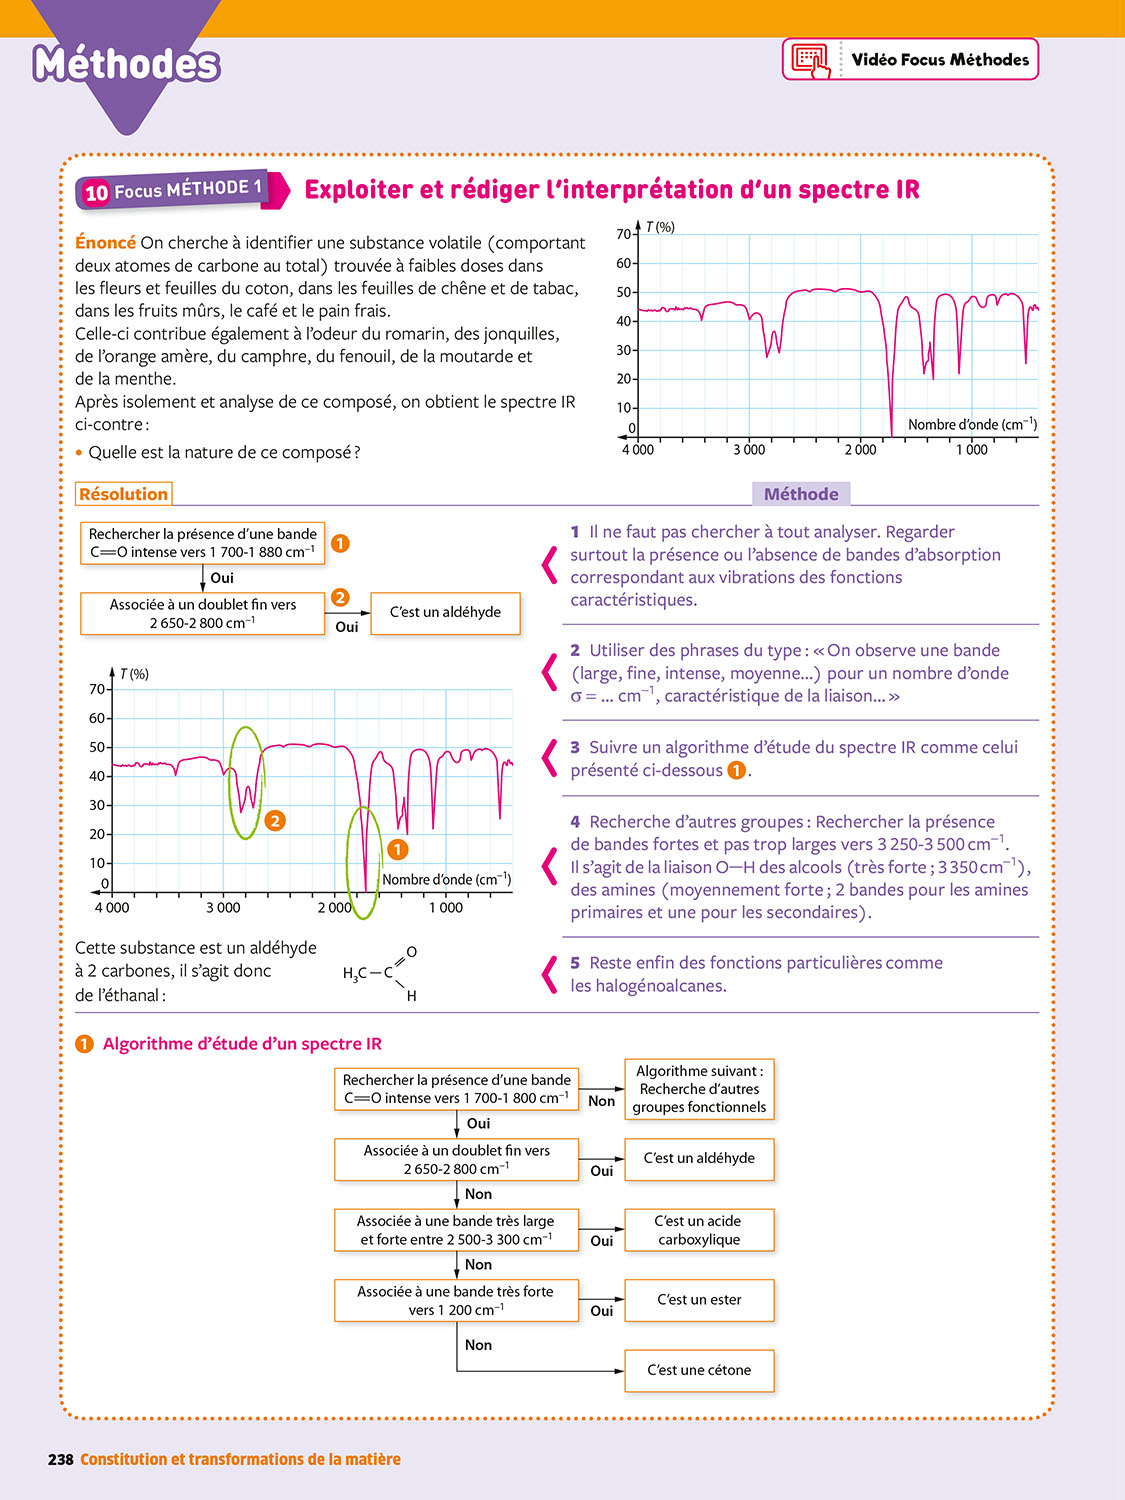 Méthodes
Vidéo Focus Méthodes
10 Focus MÉTHODE 1
Exploiter et rédiger l'interprétation d'un spectre IR
Énoncé On cherche à identifier une substance volatile (comportant
deux atomes de carbone au total) trouvée à faibles doses dans
les fleurs et feuilles du coton, dans les feuilles de chêne et de tabac,
dans les fruits mûrs, le café et le pain frais.
Celle-ci contribue également à l'odeur du romarin, des jonquilles,
de l'orange amère, du camphre, du fenouil, de la moutarde et
de la menthe.
Après isolement et analyse de ce composé, on obtient le spectre IR
ci-contre :
• Quelle est la nature de ce composé ?
T (%)
70
60
50
40
30
20
10
0
Nombre d'onde (cm⁻¹)
4 000 3 000 2 000 1 000
Résolution
Rechercher la présence d'une bande
C=O intense vers 1 700-1 880 cm⁻¹
1
Oui
Associée à un doublet fin vers
2 650-2 800 cm⁻¹
2
Oui
C'est un aldéhyde
T (%)
70
60
50
40
30
20
10
0
2
1
Nombre d'onde (cm⁻¹)
4 000 3 000 2 000 1 000
Cette substance est un aldéhyde
à 2 carbones, il s'agit donc
de l'éthanal :
O
H₃C — C
H
Méthode
1 Il ne faut pas chercher à tout analyser. Regarder
surtout la présence ou l'absence de bandes d'absorption
correspondant aux vibrations des fonctions
caractéristiques.
2 Utiliser des phrases du type : « On observe une bande
(large, fine, intense, moyenne...) pour un nombre d'onde
σ = ... cm⁻¹, caractéristique de la liaison... »
3 Suivre un algorithme d'étude du spectre IR comme celui
présenté ci-dessous 1.
4 Recherche d'autres groupes : Rechercher la présence
de bandes fortes et pas trop larges vers 3 250-3 500 cm⁻¹.
Il s'agit de la liaison O—H des alcools (très forte ; 3 350 cm⁻¹),
des amines (moyennement forte ; 2 bandes pour les amines
primaires et une pour les secondaires).
5 Reste enfin des fonctions particulières comme
les halogénoalcanes.
1 Algorithme d'étude d'un spectre IR
Rechercher la présence d'une bande
C=O intense vers 1 700-1 800 cm⁻¹
Non
Algorithme suivant :
Recherche d'autres
groupes fonctionnels
Oui
Associée à un doublet fin vers
2 650-2 800 cm⁻¹
Oui
C'est un aldéhyde
Non
Associée à une bande très large
et forte entre 2 500-3 300 cm⁻¹
Oui
C'est un acide
carboxylique
Non
Associée à une bande très forte
vers 1 200 cm⁻¹
Oui
C'est un ester
Non
C'est une cétone
238 Constitution et transformations de la matière